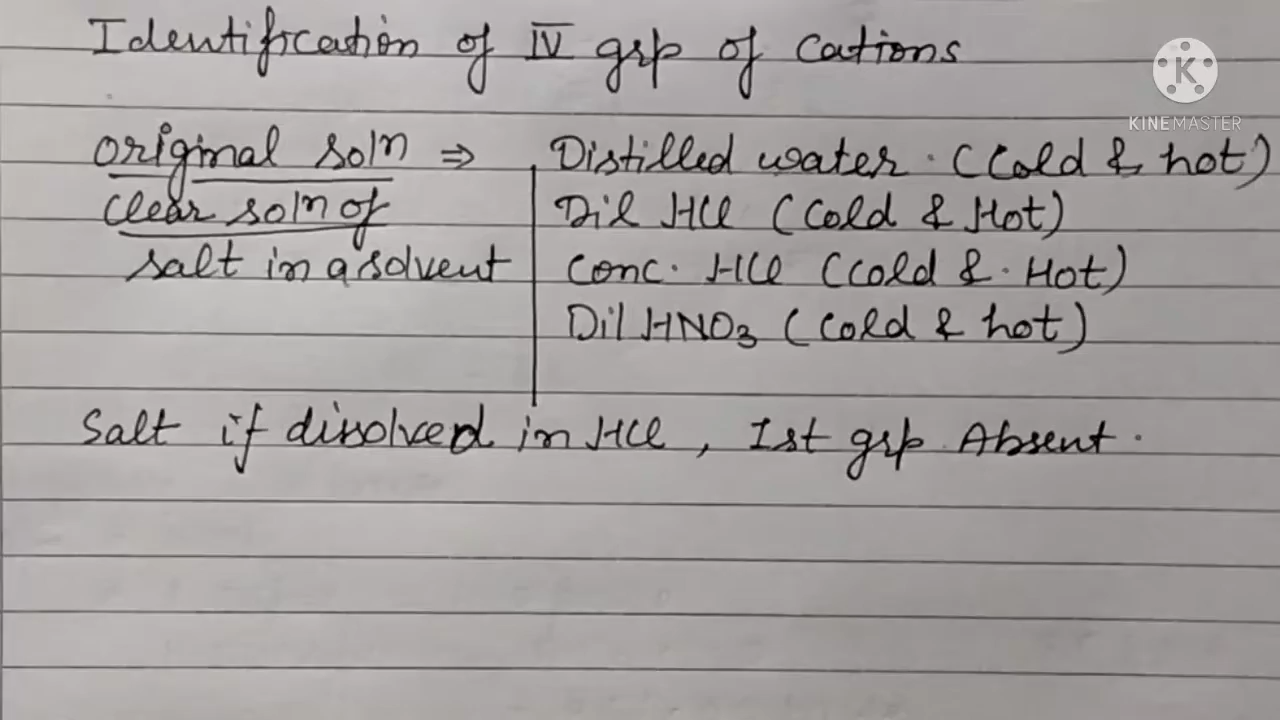 Identification of IV grp of cations
K
KINEMASTER
original soln ⇒ Distilled water. (Cold & hot)
clear soln of Dil HCl (Cold & Hot)
salt in a solvent conc. HCl (Cold &. Hot)
Dil HNO3 (Cold & hot)
Salt if disolved in HCl, Ist grp Absent.